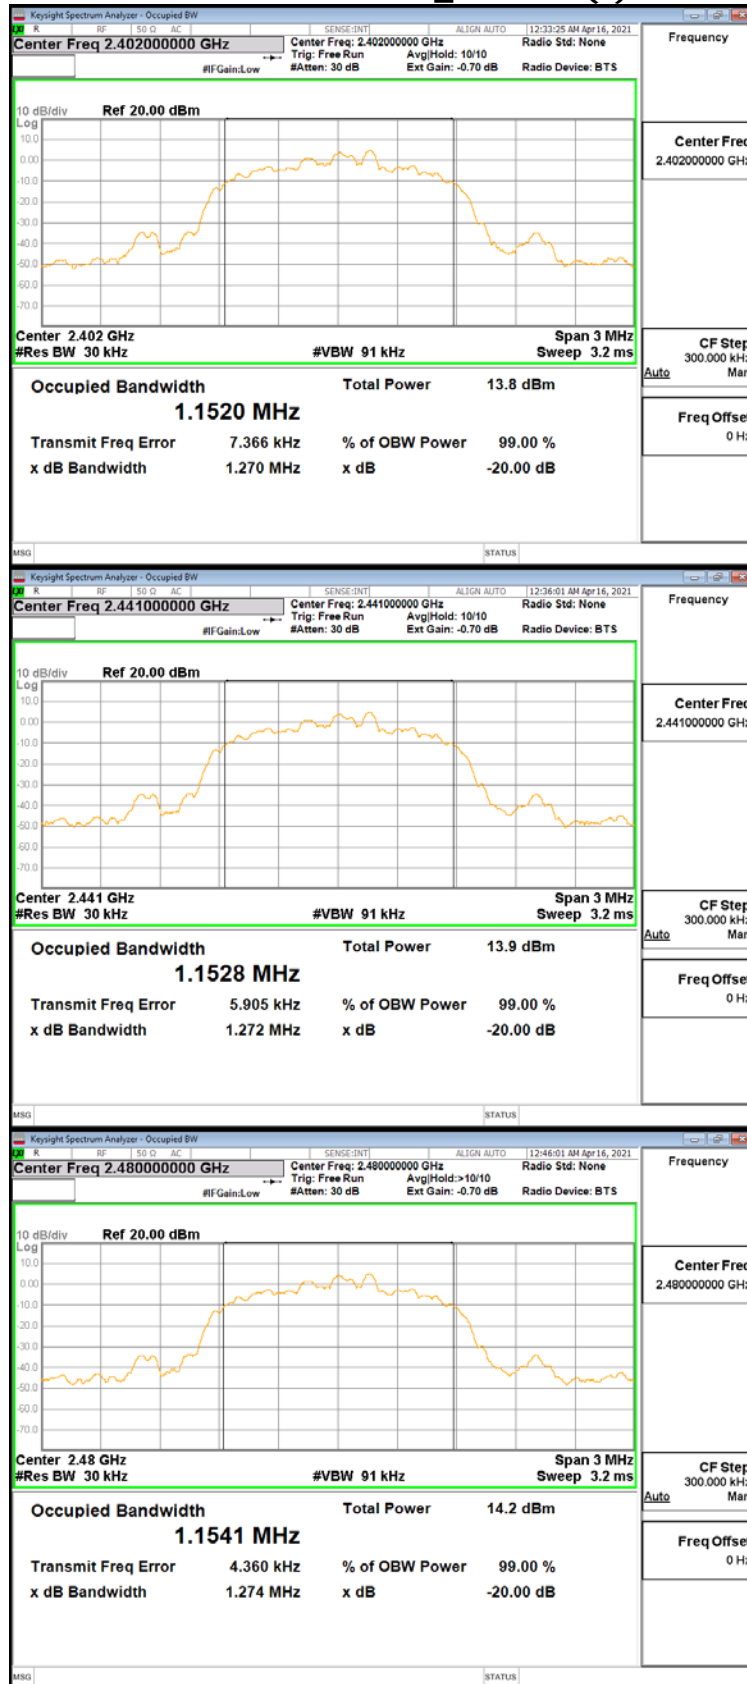 Keysight Spectrum Analyzer - Occupied BW
R RF 50 Ω AC SENSE:INT ALIGN AUTO 12:33:25 AM Apr 16, 2021
Center Freq 2.402000000 GHz Center Freq: 2.402000000 GHz Radio Std: None Frequency
Trig: Free Run Avg|Hold: 10/10
#IFGain:Low #Atten: 30 dB Ext Gain: -0.70 dB Radio Device: BTS
10 dB/div Ref 20.00 dBm
Log
10.0
0.00
-10.0
-20.0
-30.0
-40.0
-50.0
-60.0
-70.0
Center 2.402 GHz Span 3 MHz
#Res BW 30 kHz #VBW 91 kHz Sweep 3.2 ms
Center Freq
2.402000000 GHz
CF Step
300.000 kHz
Auto Man
Freq Offset
0 Hz
Occupied Bandwidth Total Power 13.8 dBm
1.1520 MHz
Transmit Freq Error 7.366 kHz % of OBW Power 99.00 %
x dB Bandwidth 1.270 MHz x dB -20.00 dB
MSG STATUS
Keysight Spectrum Analyzer - Occupied BW
R RF 50 Ω AC SENSE:INT ALIGN AUTO 12:36:01 AM Apr 16, 2021
Center Freq 2.441000000 GHz Center Freq: 2.441000000 GHz Radio Std: None Frequency
Trig: Free Run Avg|Hold: 10/10
#IFGain:Low #Atten: 30 dB Ext Gain: -0.70 dB Radio Device: BTS
10 dB/div Ref 20.00 dBm
Log
10.0
0.00
-10.0
-20.0
-30.0
-40.0
-50.0
-60.0
-70.0
Center 2.441 GHz Span 3 MHz
#Res BW 30 kHz #VBW 91 kHz Sweep 3.2 ms
Center Freq
2.441000000 GHz
CF Step
300.000 kHz
Auto Man
Freq Offset
0 Hz
Occupied Bandwidth Total Power 13.9 dBm
1.1528 MHz
Transmit Freq Error 5.905 kHz % of OBW Power 99.00 %
x dB Bandwidth 1.272 MHz x dB -20.00 dB
MSG STATUS
Keysight Spectrum Analyzer - Occupied BW
R RF 50 Ω AC SENSE:INT ALIGN AUTO 12:46:01 AM Apr 16, 2021
Center Freq 2.480000000 GHz Center Freq: 2.480000000 GHz Radio Std: None Frequency
Trig: Free Run Avg|Hold:>10/10
#IFGain:Low #Atten: 30 dB Ext Gain: -0.70 dB Radio Device: BTS
10 dB/div Ref 20.00 dBm
Log
10.0
0.00
-10.0
-20.0
-30.0
-40.0
-50.0
-60.0
-70.0
Center 2.48 GHz Span 3 MHz
#Res BW 30 kHz #VBW 91 kHz Sweep 3.2 ms
Center Freq
2.480000000 GHz
CF Step
300.000 kHz
Auto Man
Freq Offset
0 Hz
Occupied Bandwidth Total Power 14.2 dBm
1.1541 MHz
Transmit Freq Error 4.360 kHz % of OBW Power 99.00 %
x dB Bandwidth 1.274 MHz x dB -20.00 dB
MSG STATUS